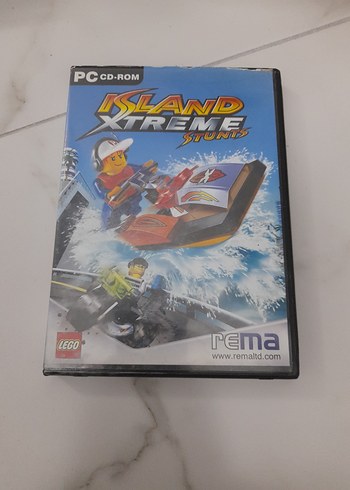 PC CD-ROM
ISLAND
XTREME
STUNTS
LEGO
rema
www.remaltd.com